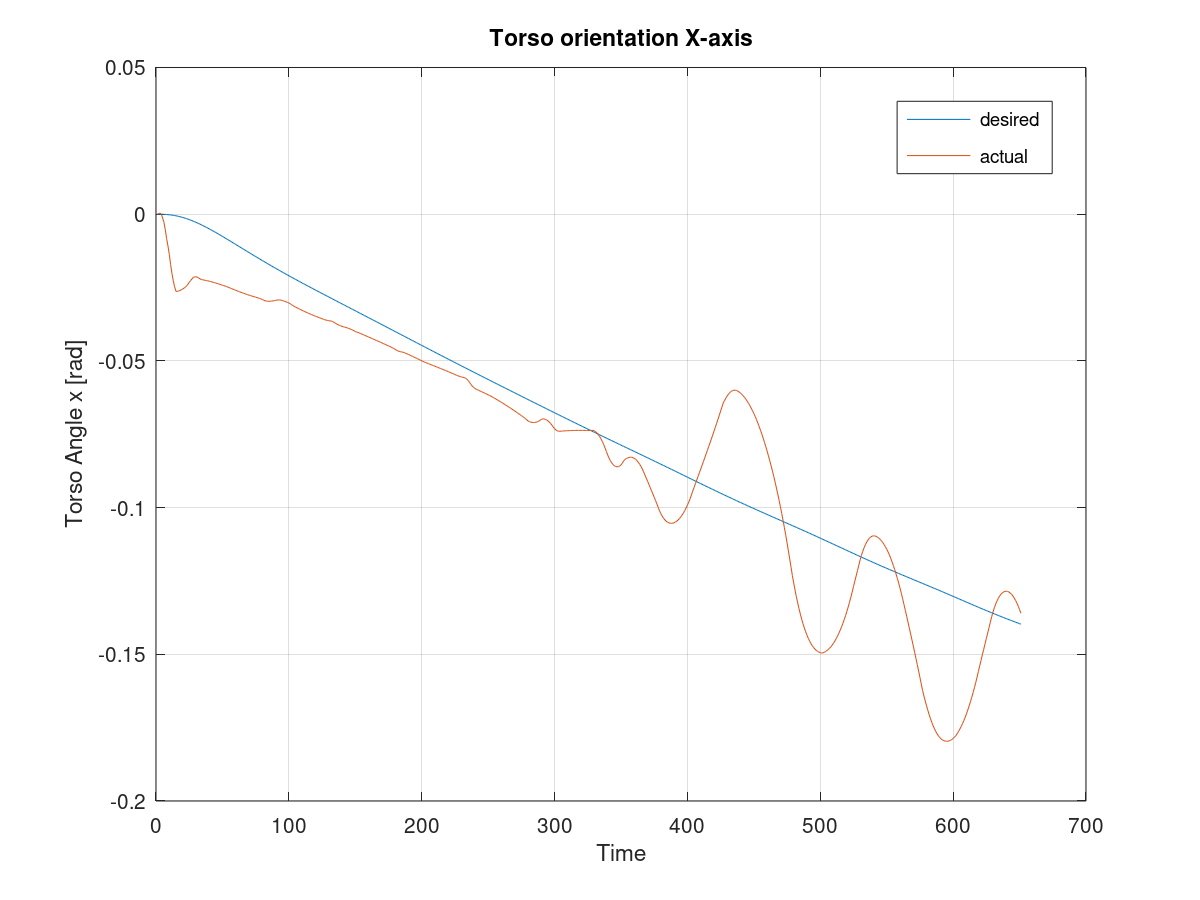 Torso orientation X-axis
0.05
0
-0.05
-0.1
-0.15
-0.2
Torso Angle x [rad]
desired
actual
0 100 200 300 400 500 600 700
Time